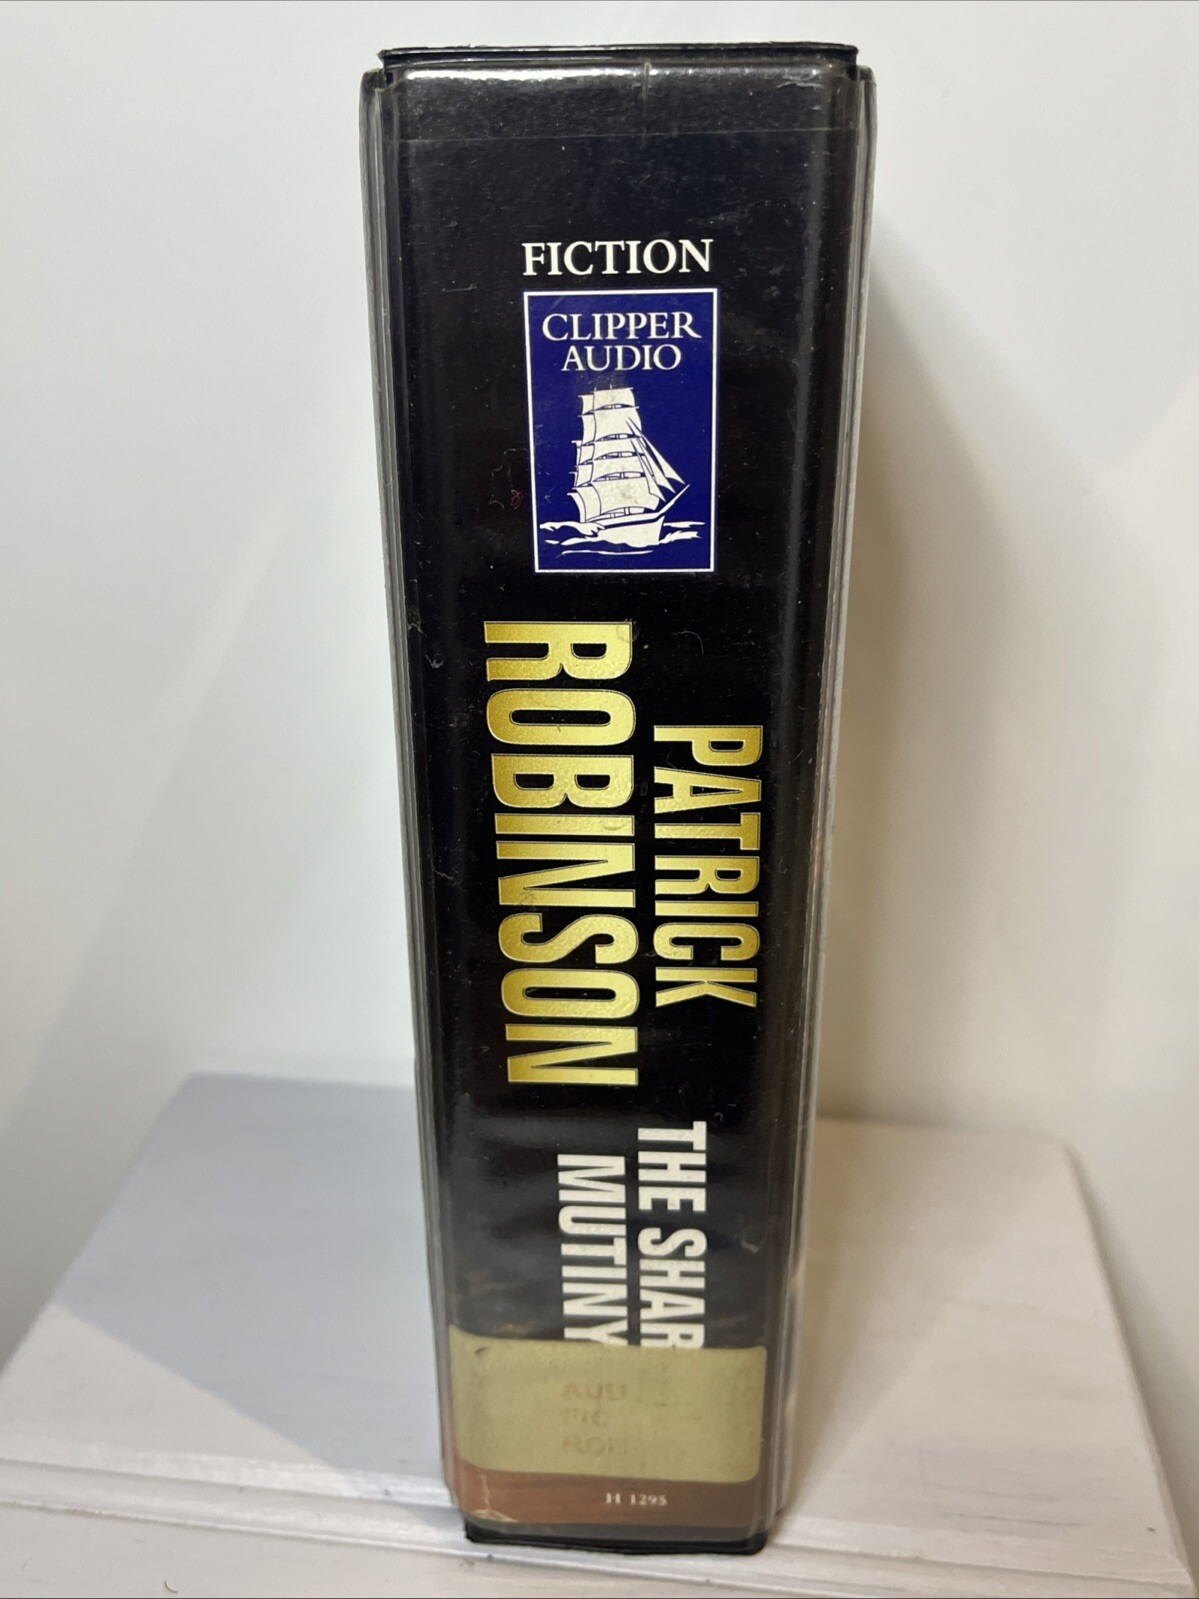 FICTION
CLIPPER
AUDIO
PATRICK
ROBINSON
THE SHAR
MUTINY
AUD
FIC
ROB
H 1295